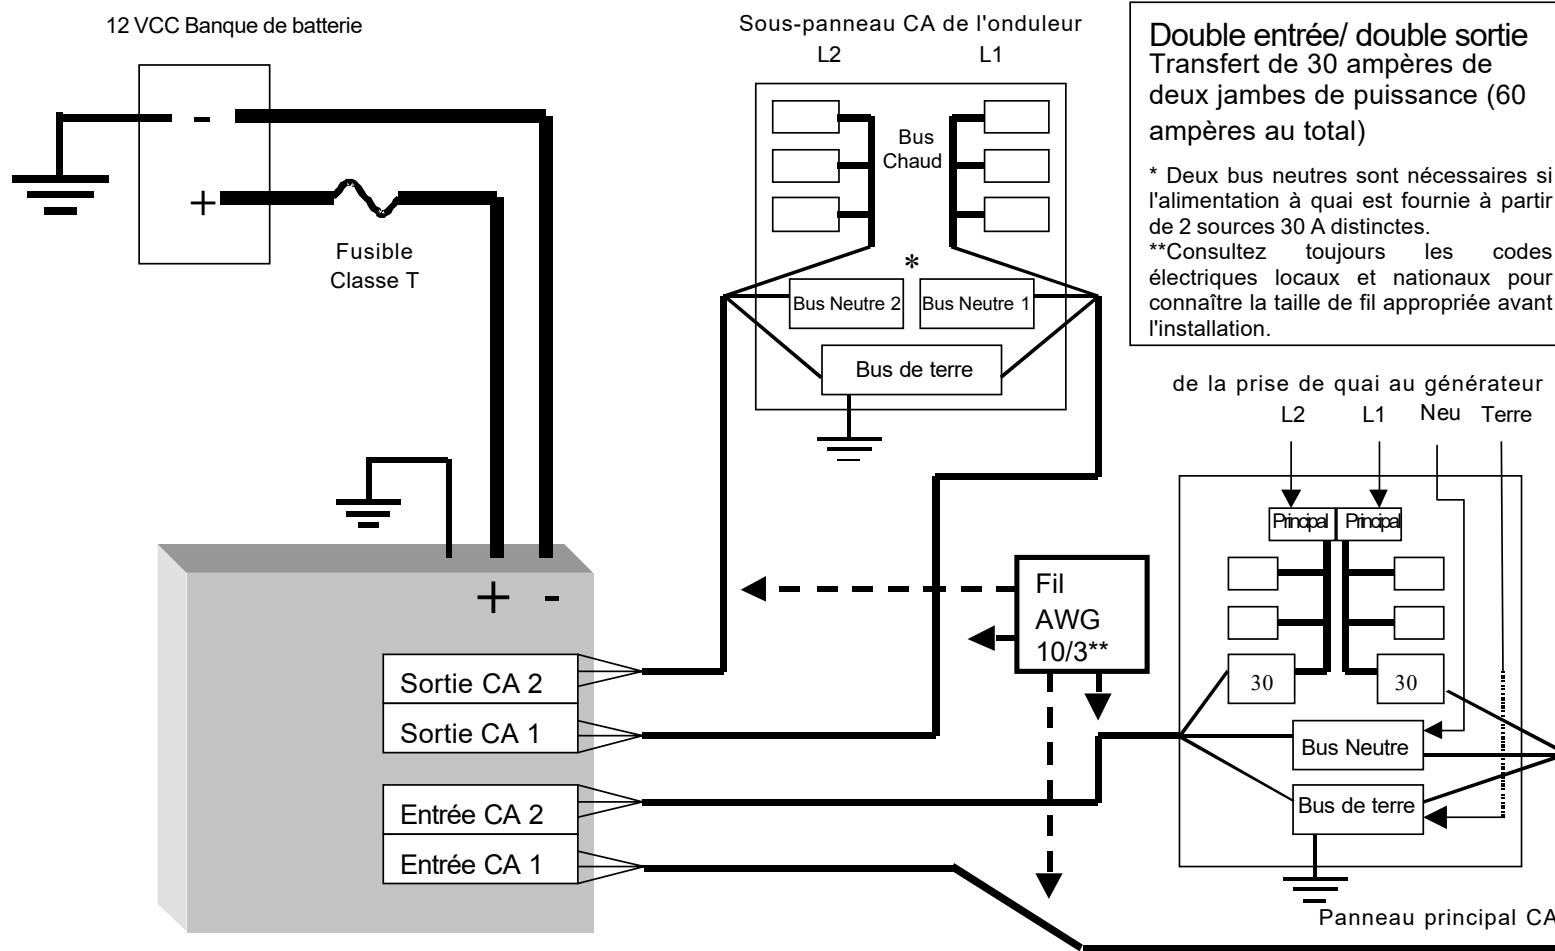 12 VCC Banque de batterie
Sous-panneau CA de l'onduleur
L2 L1
Bus
Chaud
*
Bus Neutre 2 Bus Neutre 1
Bus de terre
Double entrée/ double sortie
Transfert de 30 ampères de
deux jambes de puissance (60
ampères au total)
* Deux bus neutres sont nécessaires si
l'alimentation à quai est fournie à partir
de 2 sources 30 A distinctes.
**Consultez toujours les codes
électriques locaux et nationaux pour
connaître la taille de fil appropriée avant
l'installation.
-
+
Fusible
Classe T
+ -
Sortie CA 2
Sortie CA 1
Entrée CA 2
Entrée CA 1
Fil
AWG
10/3**
de la prise de quai au générateur
L2 L1 Neu Terre
Principal Principal
30 30
Bus Neutre
Bus de terre
Panneau principal CA